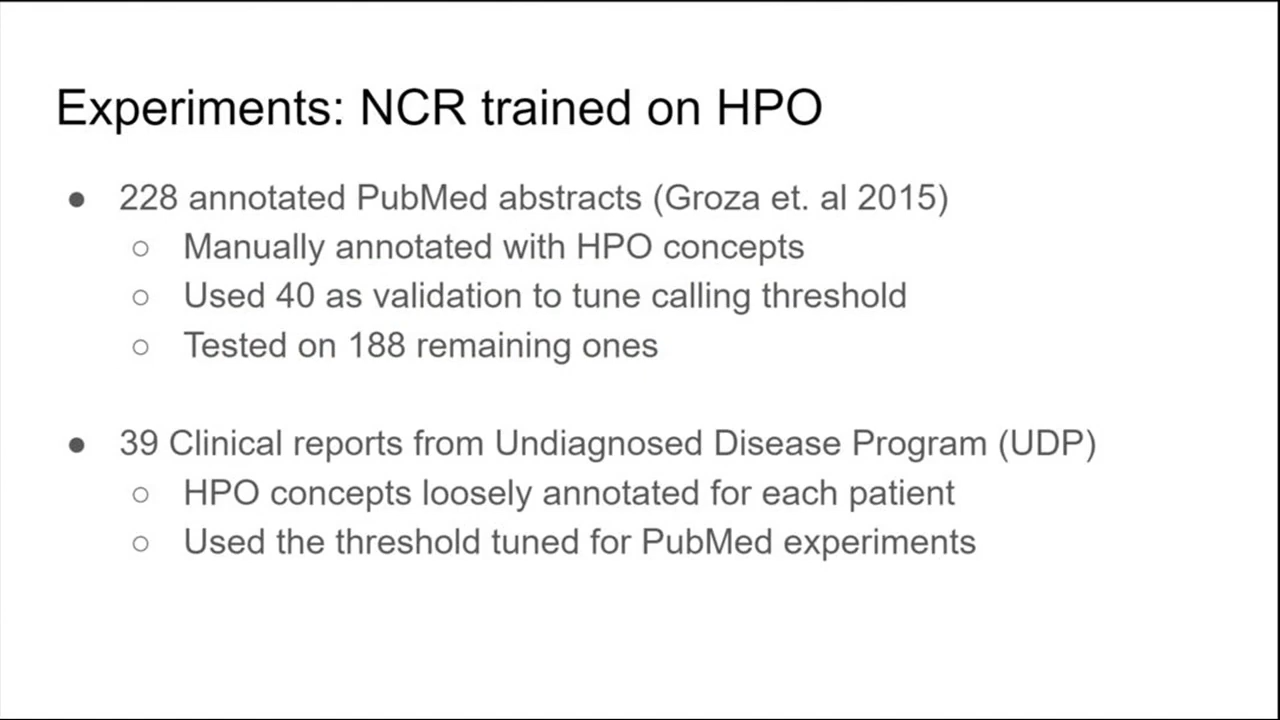 Experiments: NCR trained on HPO
● 228 annotated PubMed abstracts (Groza et. al 2015)
○ Manually annotated with HPO concepts
○ Used 40 as validation to tune calling threshold
○ Tested on 188 remaining ones
● 39 Clinical reports from Undiagnosed Disease Program (UDP)
○ HPO concepts loosely annotated for each patient
○ Used the threshold tuned for PubMed experiments